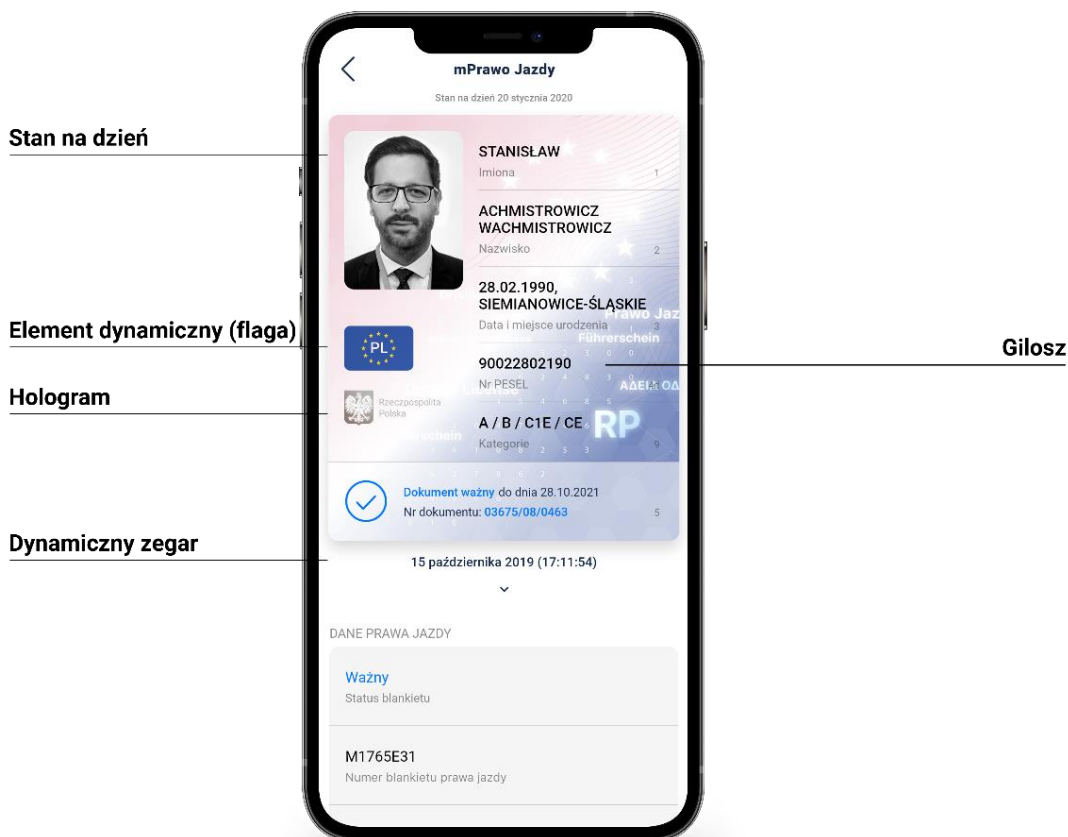 mPrawo Jazdy
Stan na dzień 20 stycznia 2020
Stan na dzień
STANISŁAW
Imiona
1
ACHMISTROWICZ
WACHMISTROWICZ
Nazwisko
2
28.02.1990,
SIEMIANOWICE-ŚLĄSKIE
Prawo Jaz
Data i miejsce urodzenia
3
Führerschein
Element dynamiczny (flaga)
PL
Gilosz
90022802190
Nr PESEL
Hologram
Rzeczpospolita
Polska
A / B / C1E / CE
RP
Kategorie
9
Dokument ważny do dnia 28.10.2021
Nr dokumentu: 03675/08/0463
5
Dynamiczny zegar
15 października 2019 (17:11:54)
DANE PRAWA JAZDY
Ważny
Status blankietu
M1765E31
Numer blankietu prawa jazdy